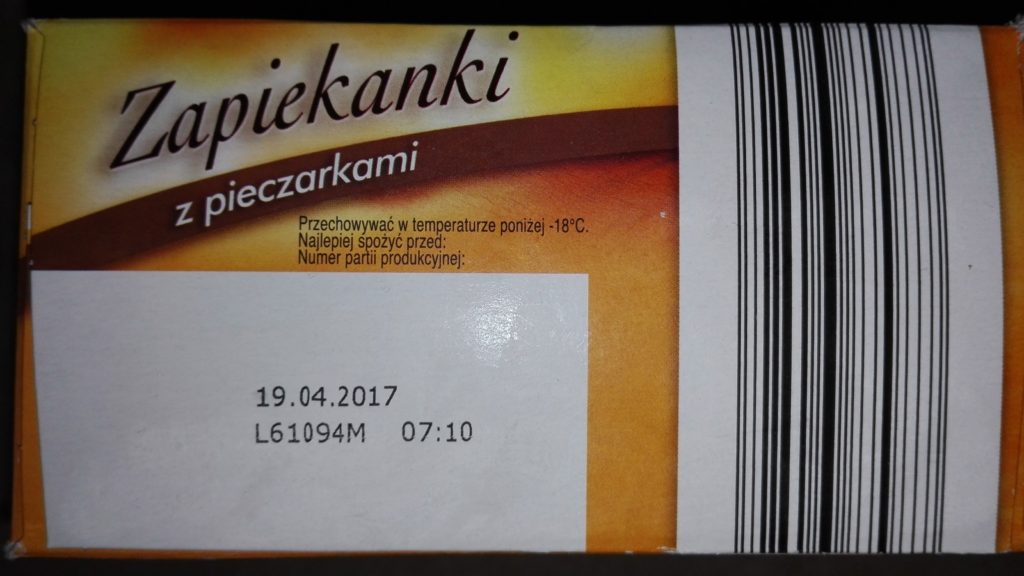 Zapiekanki
z pieczarkami
Przechowywać w temperaturze poniżej -18°C.
Najlepiej spożyć przed:
Numer partii produkcyjnej:
19.04.2017
L61094M 07:10